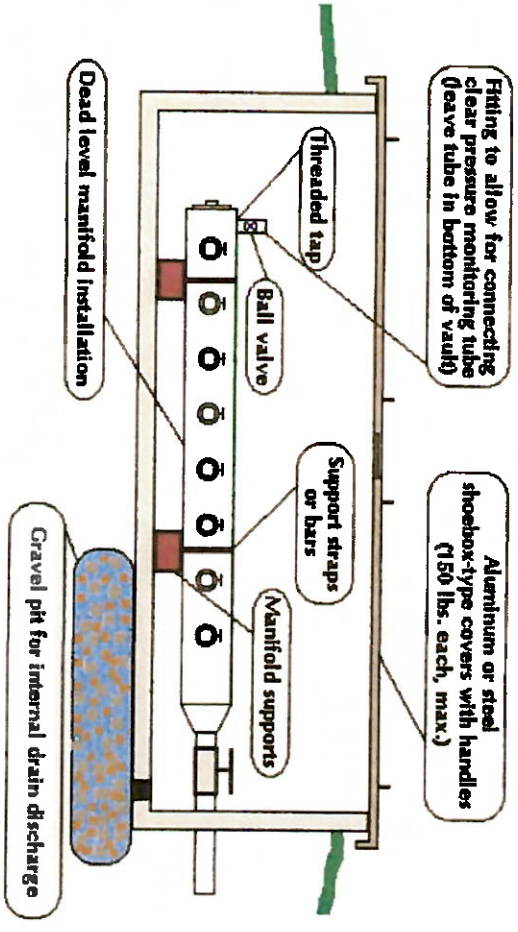 Fitting to allow for connecting
clear pressure monitoring tube
(leave tube in bottom of vault)
Aluminum or steel
shoebox-type covers with handles
(150 lbs. each, max.)
Threaded tap
Ball valve
Support straps
or bars
Manifold supports
Dead level manifold installation
Gravel pit for internal drain discharge